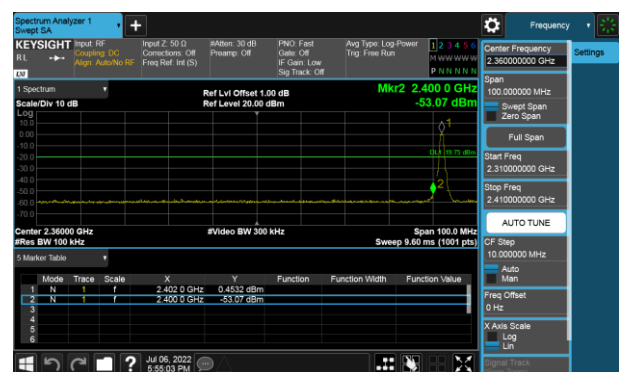 Spectrum Analyzer 1
Swept SA
Frequency
KEYSIGHT
RL
Input: RF
Coupling: DC
Align: Auto/No RF
Input Z: 50 Ω
Corrections: Off
Freq Ref: Int (S)
#Atten: 30 dB
Preamp: Off
PNO: Fast
Gate: Off
IF Gain: Low
Sig Track: Off
Avg Type: Log-Power
Trig: Free Run
1 2 3 4 5 6
M W W W W W
P N N N N N
1 Spectrum
Scale/Div 10 dB
Ref Lvl Offset 1.00 dB
Ref Level 20.00 dBm
Mkr2 2.400 0 GHz
-53.07 dBm
Log
10.0
0.00
-10.0
-20.0
-30.0
-40.0
-50.0
-60.0
-70.0
1
2
Center 2.36000 GHz
#Res BW 100 kHz
#Video BW 300 kHz
Span 100.0 MHz
Sweep 9.60 ms (1001 pts)
5 Marker Table
Mode Trace Scale X Y Function Function Width Function Value
1 N 1 f 2.402 0 GHz 0.4532 dBm
2 N 1 f 2.400 0 GHz -53.07 dBm
3
4
5
6
Jul 06, 2022
5:55:03 PM
Center Frequency
2.360000000 GHz
Settings
Span
100.000000 MHz
Swept Span
Zero Span
Full Span
Start Freq
2.310000000 GHz
Stop Freq
2.410000000 GHz
AUTO TUNE
CF Step
10.000000 MHz
Auto
Man
Freq Offset
0 Hz
X Axis Scale
Log
Lin
Signal Track